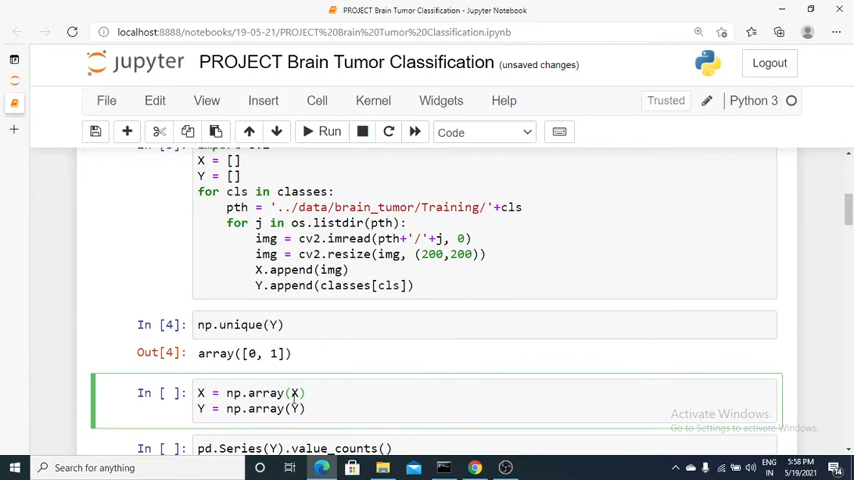 PROJECT Brain Tumor Classification - Jupyter Notebook
localhost:8888/notebooks/19-05-21/PROJECT%20Brain%20Tumor%20Classification.ipynb
jupyter PROJECT Brain Tumor Classification (unsaved changes)
Logout
File Edit View Insert Cell Kernel Widgets Help
Trusted
Python 3
Run
Code
X = []
Y = []
for cls in classes:
pth = '../data/brain_tumor/Training/'+cls
for j in os.listdir(pth):
img = cv2.imread(pth+'/'+j, 0)
img = cv2.resize(img, (200,200))
X.append(img)
Y.append(classes[cls])
In [4]: np.unique(Y)
Out[4]: array([0, 1])
In [ ]: X = np.array(X)
Y = np.array(Y)
Activate Windows
Go to Settings to activate Windows.
In [ ]: pd.Series(Y).value_counts()
Type here to search
ENG
IN
5:58 PM
5/19/2021
14